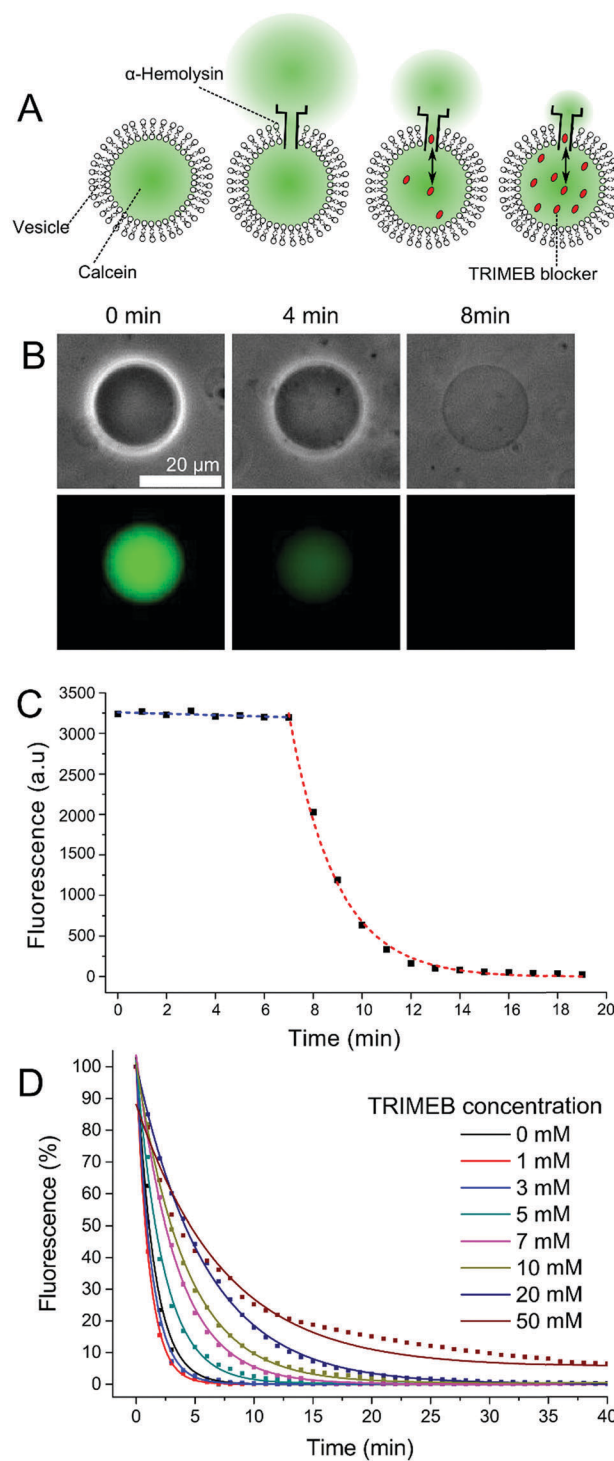 A
α-Hemolysin
Vesicle
Calcein
TRIMEB blocker
B
0 min 4 min 8min
20 µm
C
Fluorescence (a.u)
3500
3000
2500
2000
1500
1000
500
0
0 2 4 6 8 10 12 14 16 18 20
Time (min)
D
Fluorescence (%)
100
90
80
70
60
50
40
30
20
10
0
TRIMEB concentration
0 mM
1 mM
3 mM
5 mM
7 mM
10 mM
20 mM
50 mM
0 5 10 15 20 25 30 35 40
Time (min)